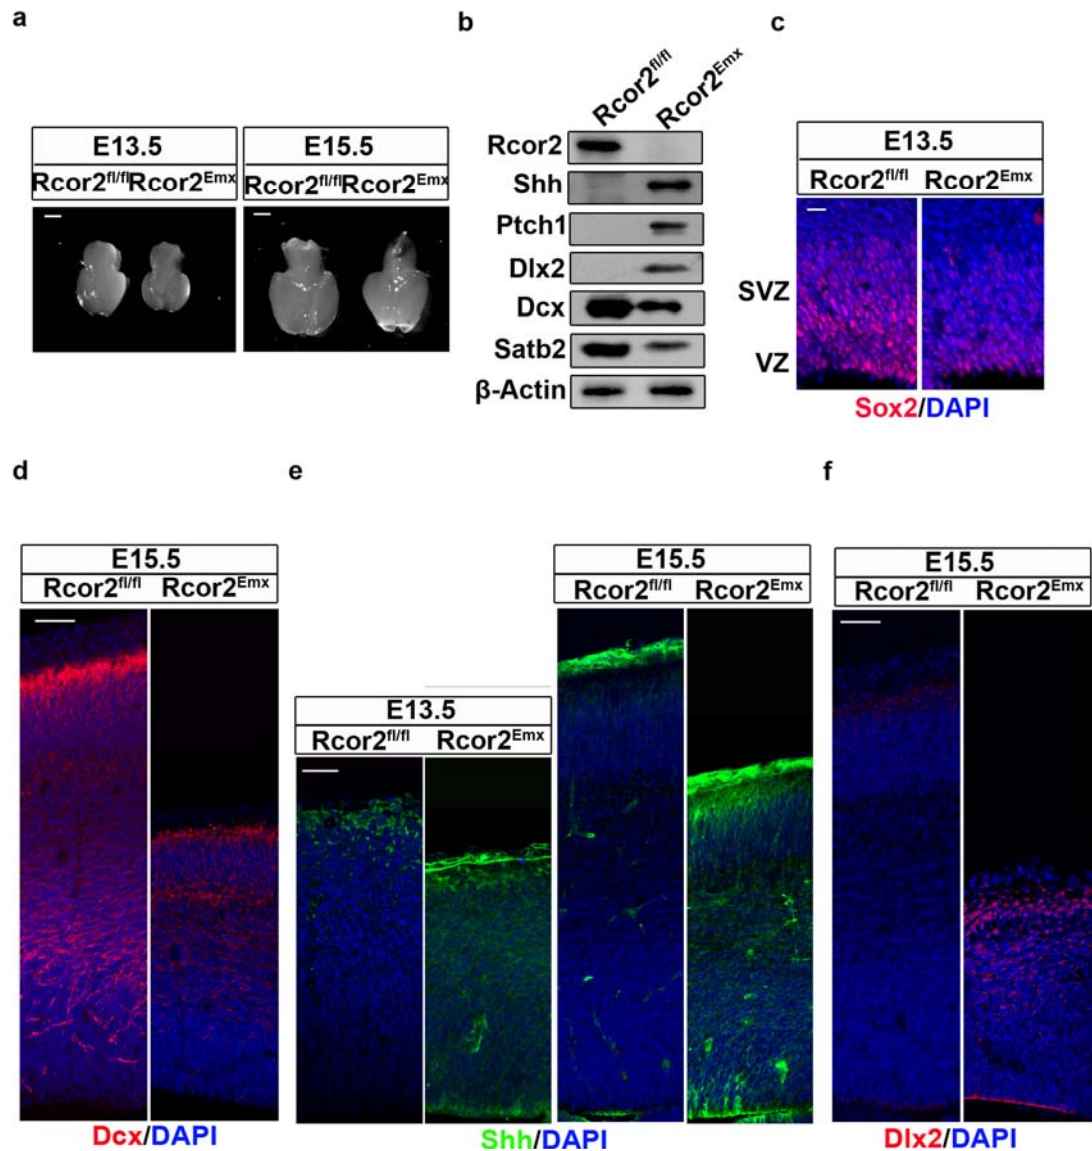 a
E13.5
Rcor2fl/fl Rcor2Emx
E15.5
Rcor2fl/fl Rcor2Emx
b
Rcor2fl/fl
Rcor2Emx
Rcor2
Shh
Ptch1
Dlx2
Dcx
Satb2
β-Actin
c
E13.5
Rcor2fl/fl Rcor2Emx
SVZ
VZ
Sox2/DAPI
d
E15.5
Rcor2fl/fl Rcor2Emx
Dcx/DAPI
e
E13.5
Rcor2fl/fl Rcor2Emx
E15.5
Rcor2fl/fl Rcor2Emx
Shh/DAPI
f
E15.5
Rcor2fl/fl Rcor2Emx
Dlx2/DAPI